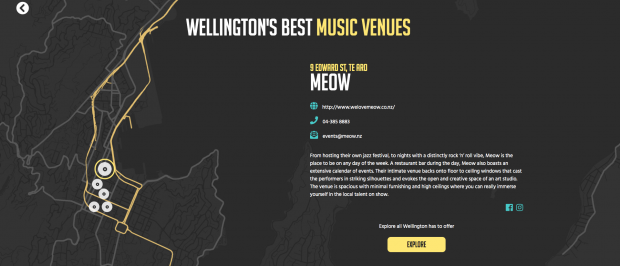 WELLINGTON'S BEST MUSIC VENUES
9 EDWARD ST, TE ARO
MEOW
http://www.welovemeow.co.nz/
04-385 8883
events@meow.nz
From hosting their own jazz festival, to nights with a distinctly rock 'n' roll vibe, Meow is the
place to be on any day of the week. A restaurant bar during the day, Meow also boasts an
extensive calendar of events. Their intimate venue backs onto floor to ceiling windows that cast
the performers in striking silhouettes and evokes the open and creative space of an art studio.
The venue is spacious with minimal furnishing and high ceilings where you can really immerse
yourself in the local talent on show.
Explore all Wellington has to offer
EXPLORE